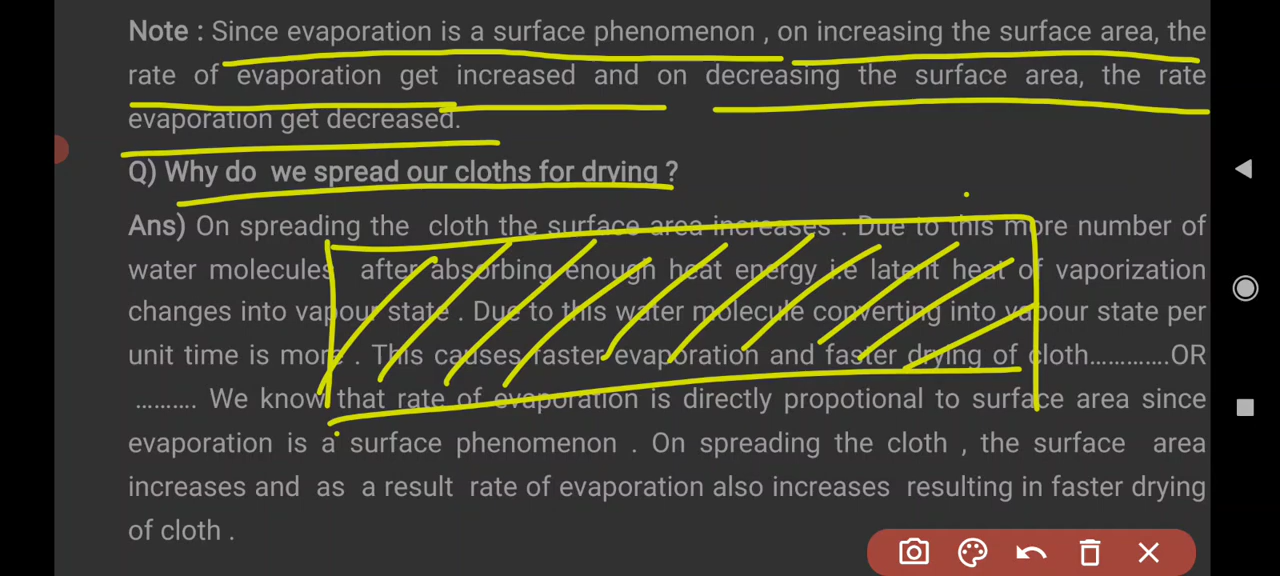 Note : Since evaporation is a surface phenomenon , on increasing the surface area, the
rate of evaporation get increased and on decreasing the surface area, the rate
evaporation get decreased.
Q) Why do we spread our cloths for drying ?
Ans) On spreading the cloth the surface area increases . Due to this more number of
water molecules after absorbing enough heat energy i.e latent heat of vaporization
changes into vapour state . Due to this water molecule converting into vapour state per
unit time is more . This causes faster evaporation and faster drying of cloth............OR
.......... We know that rate of evaporation is directly propotional to surface area since
evaporation is a surface phenomenon . On spreading the cloth , the surface area
increases and as a result rate of evaporation also increases resulting in faster drying
of cloth .